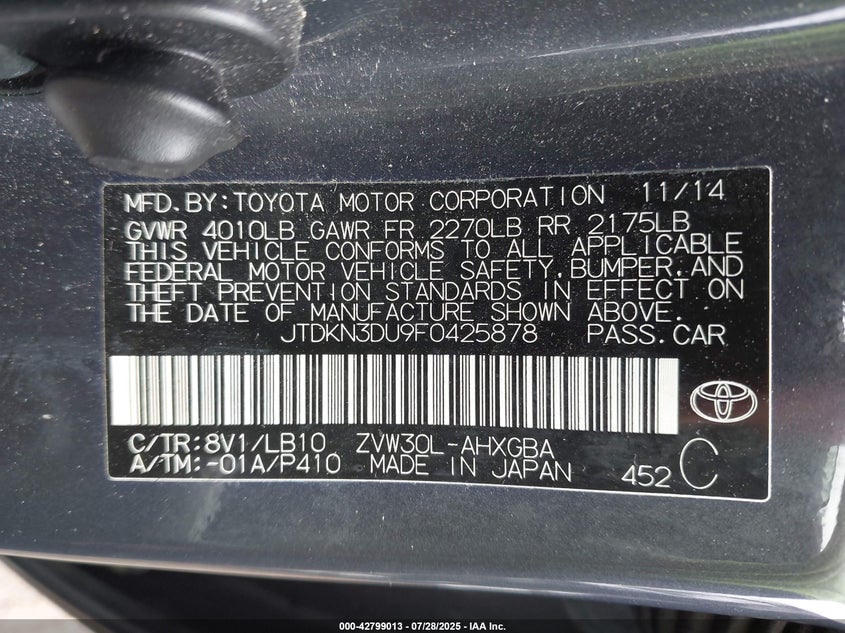 MFD. BY: TOYOTA MOTOR CORPORATION 11/14
GVWR 4010LB GAWR FR 2270LB RR 2175LB
THIS VEHICLE CONFORMS TO ALL APPLICABLE
FEDERAL MOTOR VEHICLE SAFETY, BUMPER, AND
THEFT PREVENTION STANDARDS IN EFFECT ON
THE DATE OF MANUFACTURE SHOWN ABOVE.
JTDKN3DU9F0425878 PASS. CAR
C/TR: 8V1/LB10 ZVW30L-AHXGBA
A/TM: -01A/P410 MADE IN JAPAN 452 C
000-42799013 - 07/28/2025 - IAA Inc.